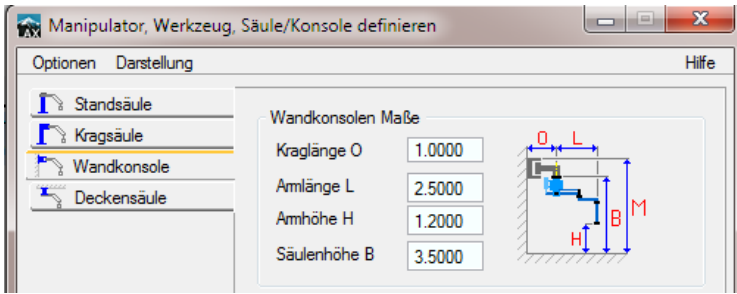 AX
Manipulator, Werkzeug, Säule/Konsole definieren
Optionen Darstellung Hilfe
Standsäule
Kragsäule
Wandkonsole
Deckensäule
Wandkonsolen Maße
Kraglänge O 1.0000
Armlänge L 2.5000
Armhöhe H 1.2000
Säulenhöhe B 3.5000
O L
B M
H